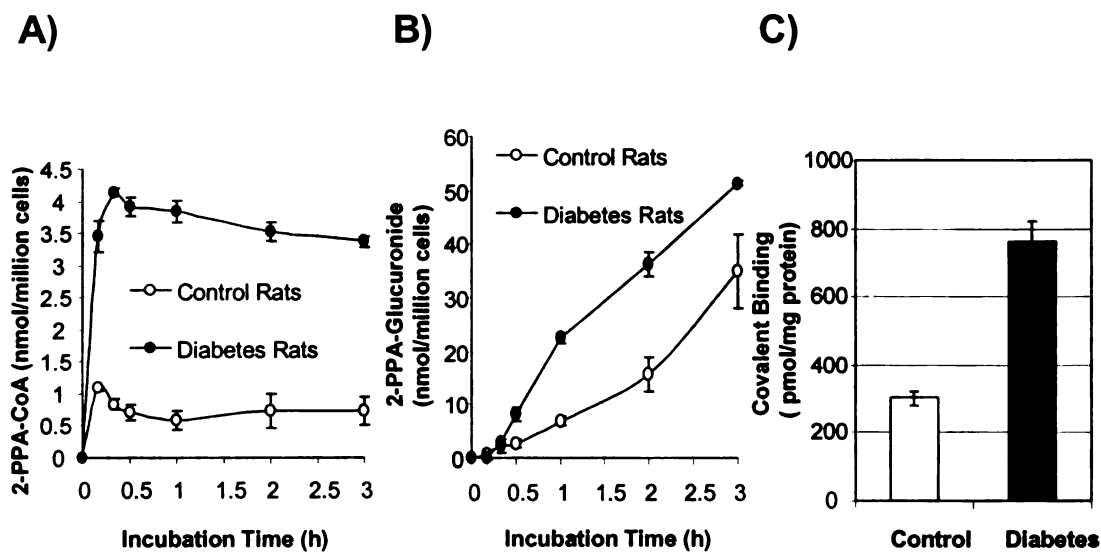 A)
B)
C)
2-PPA-CoA (nmol/million cells)
4.5
4
3.5
3
2.5
2
1.5
1
0.5
0
Control Rats
Diabetes Rats
0 0.5 1 1.5 2 2.5 3
Incubation Time (h)
2-PPA-Glucuronide
(nmol/million cells)
60
50
40
30
20
10
0
Control Rats
Diabetes Rats
0 0.5 1 1.5 2 2.5 3
Incubation Time (h)
Covalent Binding
( pmol/mg protein)
1000
800
600
400
200
0
Control Diabetes